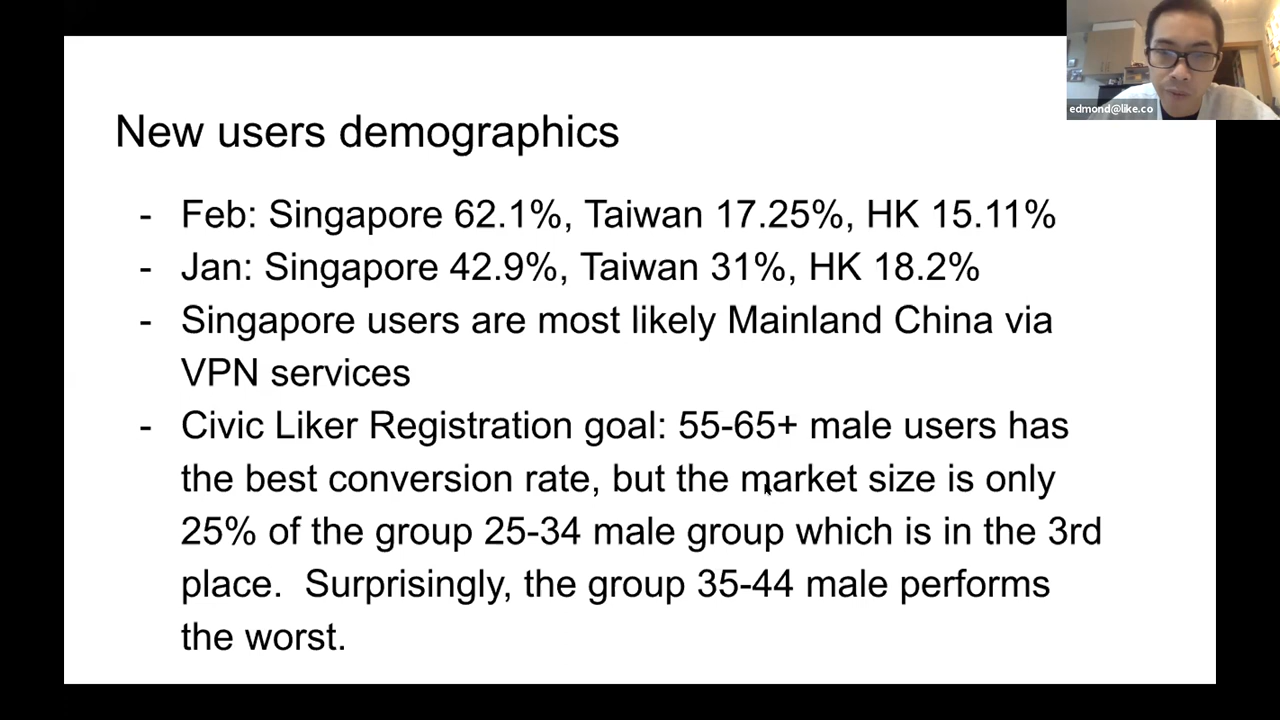 New users demographics
- Feb: Singapore 62.1%, Taiwan 17.25%, HK 15.11%
- Jan: Singapore 42.9%, Taiwan 31%, HK 18.2%
- Singapore users are most likely Mainland China via
VPN services
- Civic Liker Registration goal: 55-65+ male users has
the best conversion rate, but the market size is only
25% of the group 25-34 male group which is in the 3rd
place.  Surprisingly, the group 35-44 male performs
the worst.
edmond@like.co